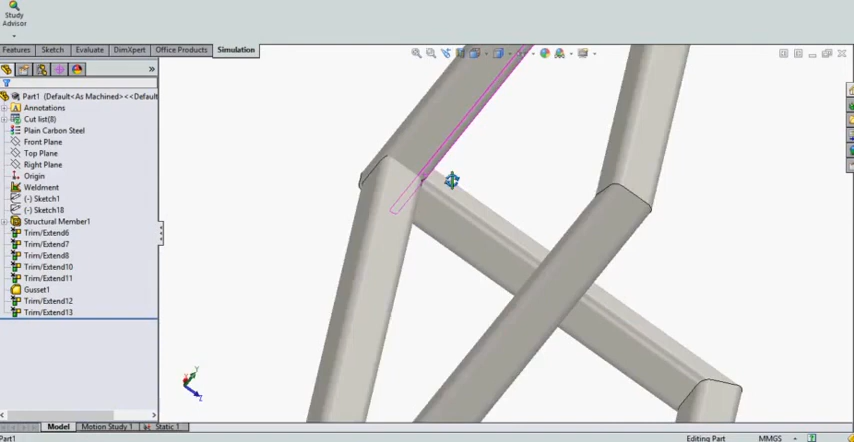 Study
Advisor
Features Sketch Evaluate DimXpert Office Products Simulation
»
Part1 (Default<As Machined><<Default
Annotations
Cut list(8)
Plain Carbon Steel
Front Plane
Top Plane
Right Plane
Origin
Weldment
(-) Sketch1
(-) Sketch18
Structural Member1
Trim/Extend6
Trim/Extend7
Trim/Extend8
Trim/Extend10
Trim/Extend11
Gusset1
Trim/Extend12
Trim/Extend13
Y
X
Z
Model Motion Study 1 Static 1
Part1 Editing Part MMGS